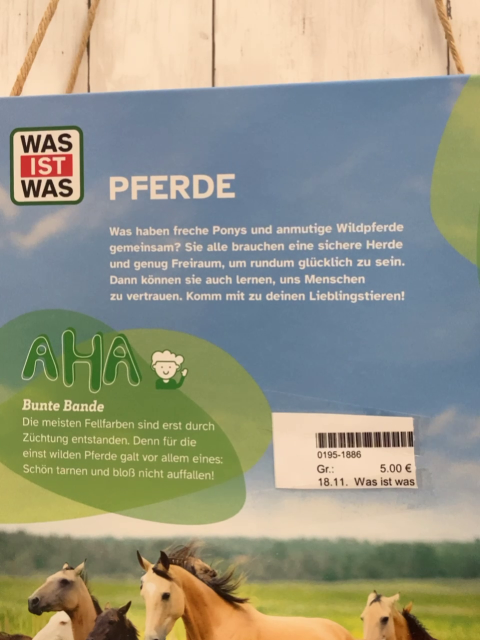 WAS
IST
WAS
PFERDE
Was haben freche Ponys und anmutige Wildpferde
gemeinsam? Sie alle brauchen eine sichere Herde
und genug Freiraum, um rundum glücklich zu sein.
Dann können sie auch lernen, uns Menschen
zu vertrauen. Komm mit zu deinen Lieblingstieren!
AHA
Bunte Bande
Die meisten Fellfarben sind erst durch
Züchtung entstanden. Denn für die
einst wilden Pferde galt vor allem eines:
Schön tarnen und bloß nicht auffallen!
0195-1886
Gr.: 5.00 €
18.11. Was ist was